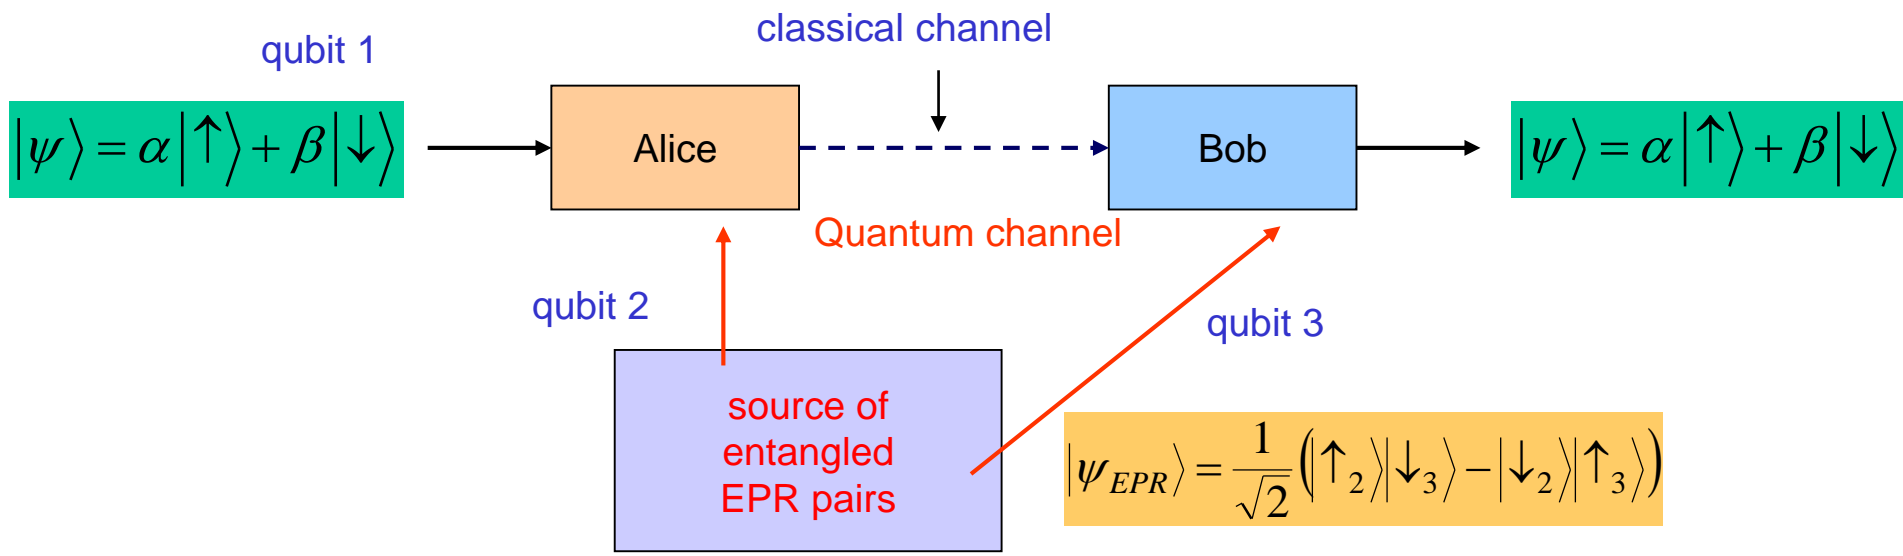 qubit 1
classical channel
|ψ⟩ = α|↑⟩ + β|↓⟩
Alice
Bob
|ψ⟩ = α|↑⟩ + β|↓⟩
Quantum channel
qubit 2
qubit 3
source of
entangled
EPR pairs
|ψ_EPR⟩ = 1/√2 (|↑₂⟩|↓₃⟩ − |↓₂⟩|↑₃⟩)